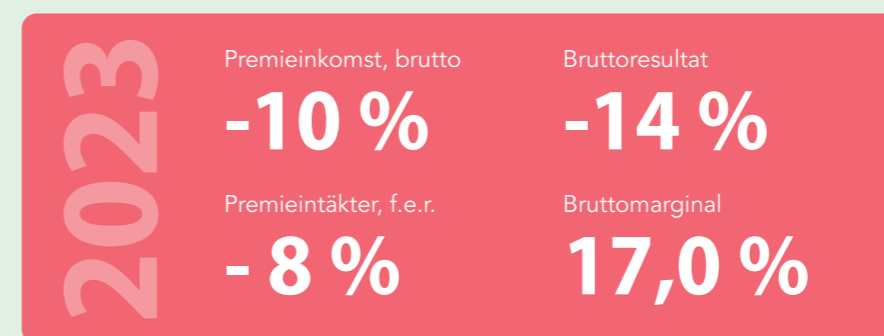 2023
Premieinkomst, brutto
-10 %
Bruttoresultat
-14 %
Premieintäkter, f.e.r.
- 8 %
Bruttomarginal
17,0 %